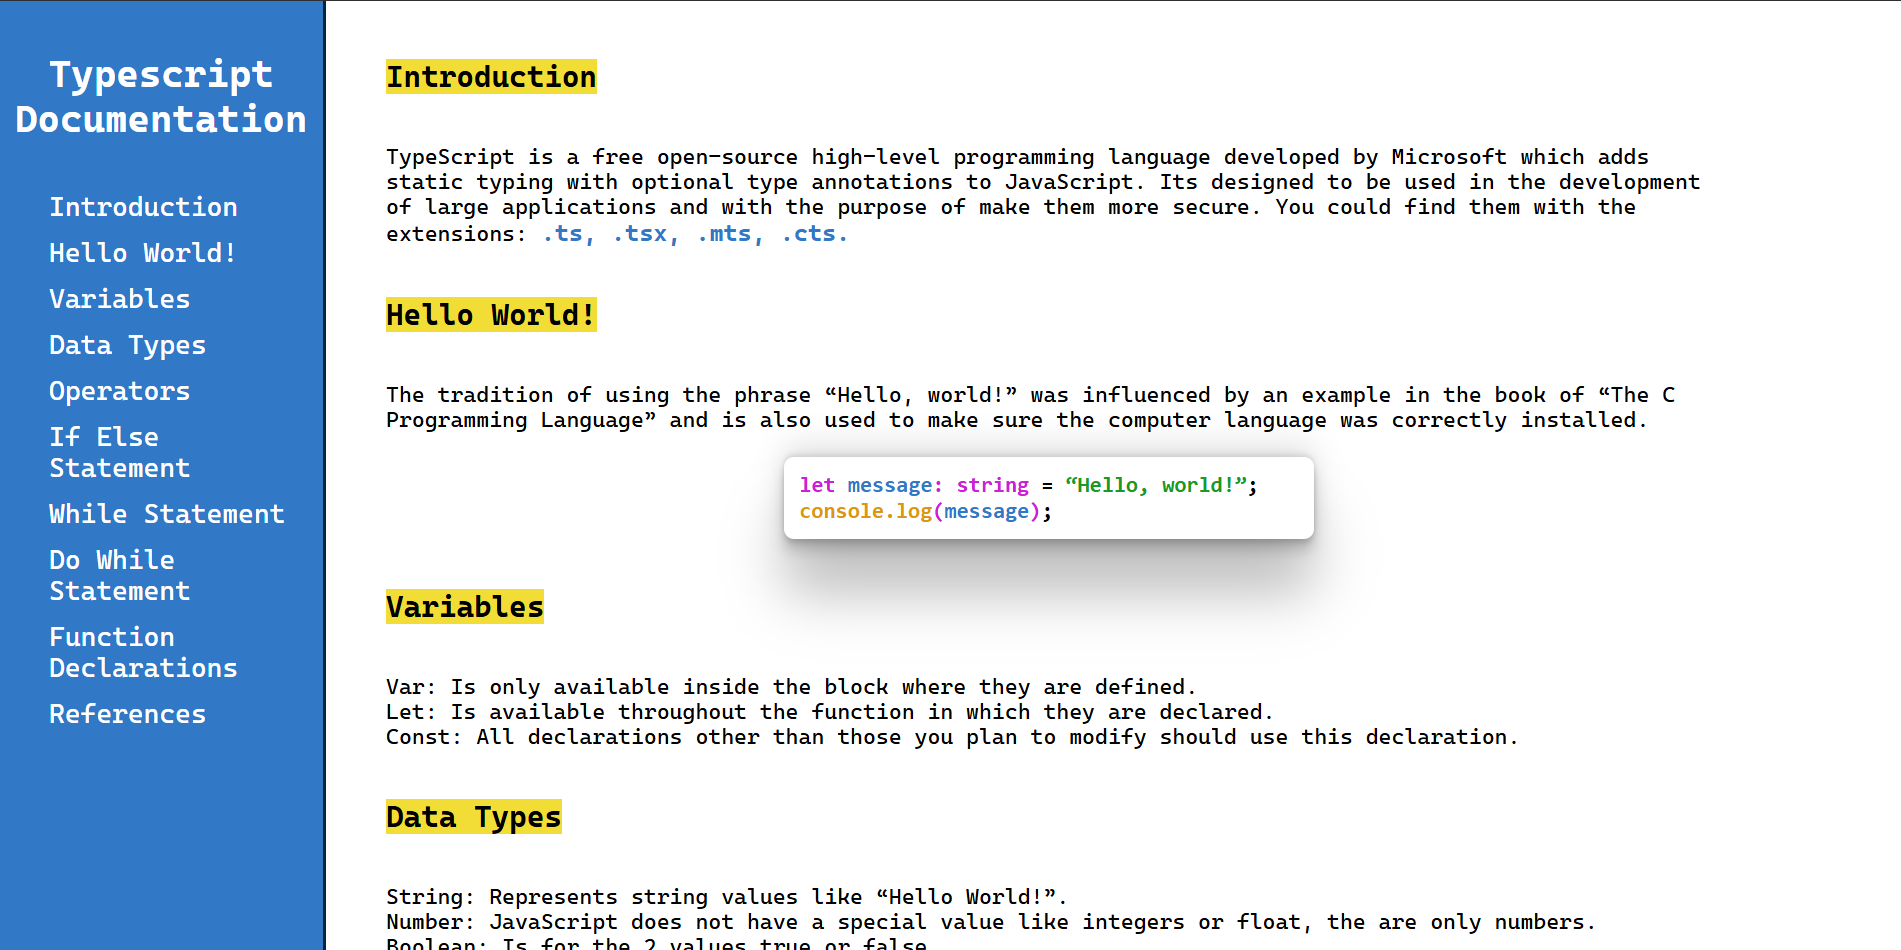 Typescript
Documentation
Introduction
Hello World!
Variables
Data Types
Operators
If Else
Statement
While Statement
Do While
Statement
Function
Declarations
References
Introduction
TypeScript is a free open-source high-level programming language developed by Microsoft which adds
static typing with optional type annotations to JavaScript. Its designed to be used in the development
of large applications and with the purpose of make them more secure. You could find them with the
extensions: .ts, .tsx, .mts, .cts.
Hello World!
The tradition of using the phrase “Hello, world!” was influenced by an example in the book of “The C
Programming Language” and is also used to make sure the computer language was correctly installed.
let message: string = “Hello, world!”;
console.log(message);
Variables
Var: Is only available inside the block where they are defined.
Let: Is available throughout the function in which they are declared.
Const: All declarations other than those you plan to modify should use this declaration.
Data Types
String: Represents string values like “Hello World!”.
Number: JavaScript does not have a special value like integers or float, the are only numbers.
Boolean: Is for the 2 values true or false